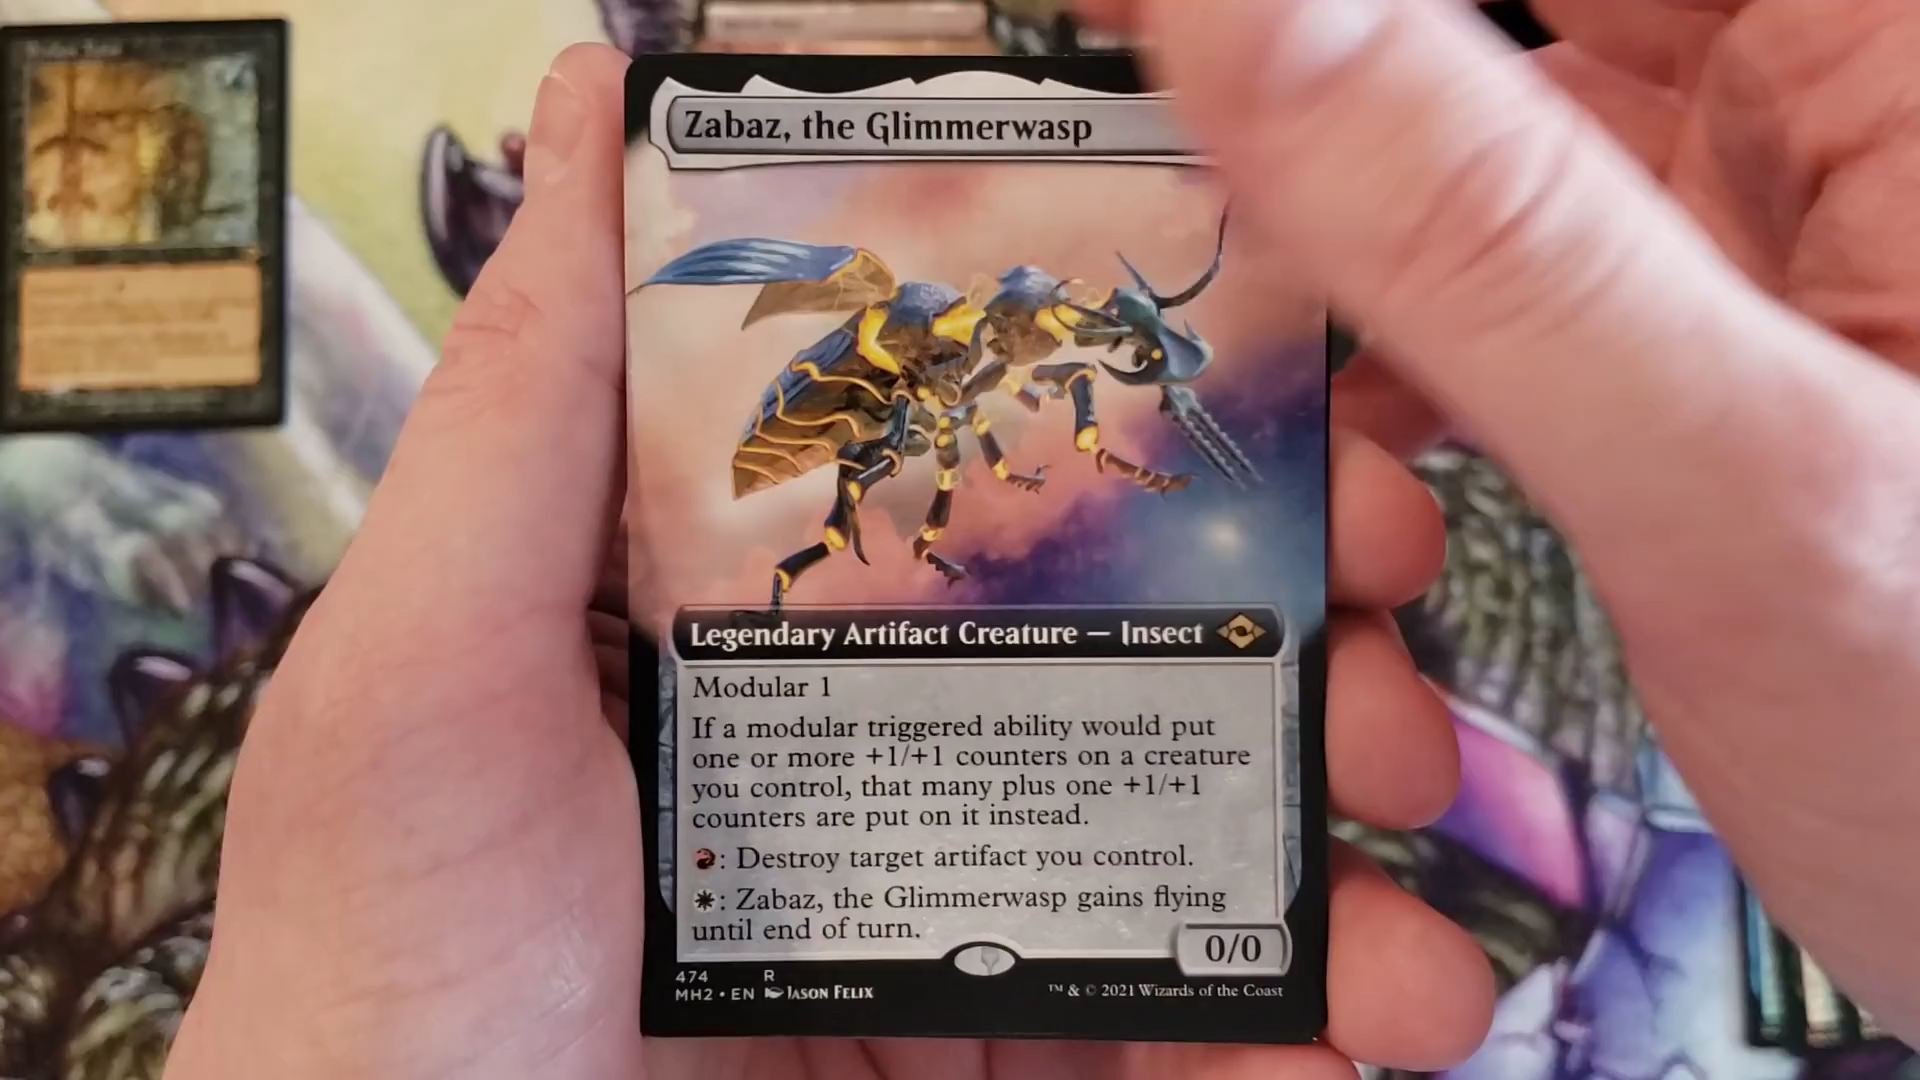 Zabaz, the Glimmerwasp
Legendary Artifact Creature — Insect
Modular 1
If a modular triggered ability would put
one or more +1/+1 counters on a creature
you control, that many plus one +1/+1
counters are put on it instead.
: Destroy target artifact you control.
: Zabaz, the Glimmerwasp gains flying
until end of turn.
0/0
474 R
MH2 • EN JASON FELIX
™ & © 2021 Wizards of the Coast